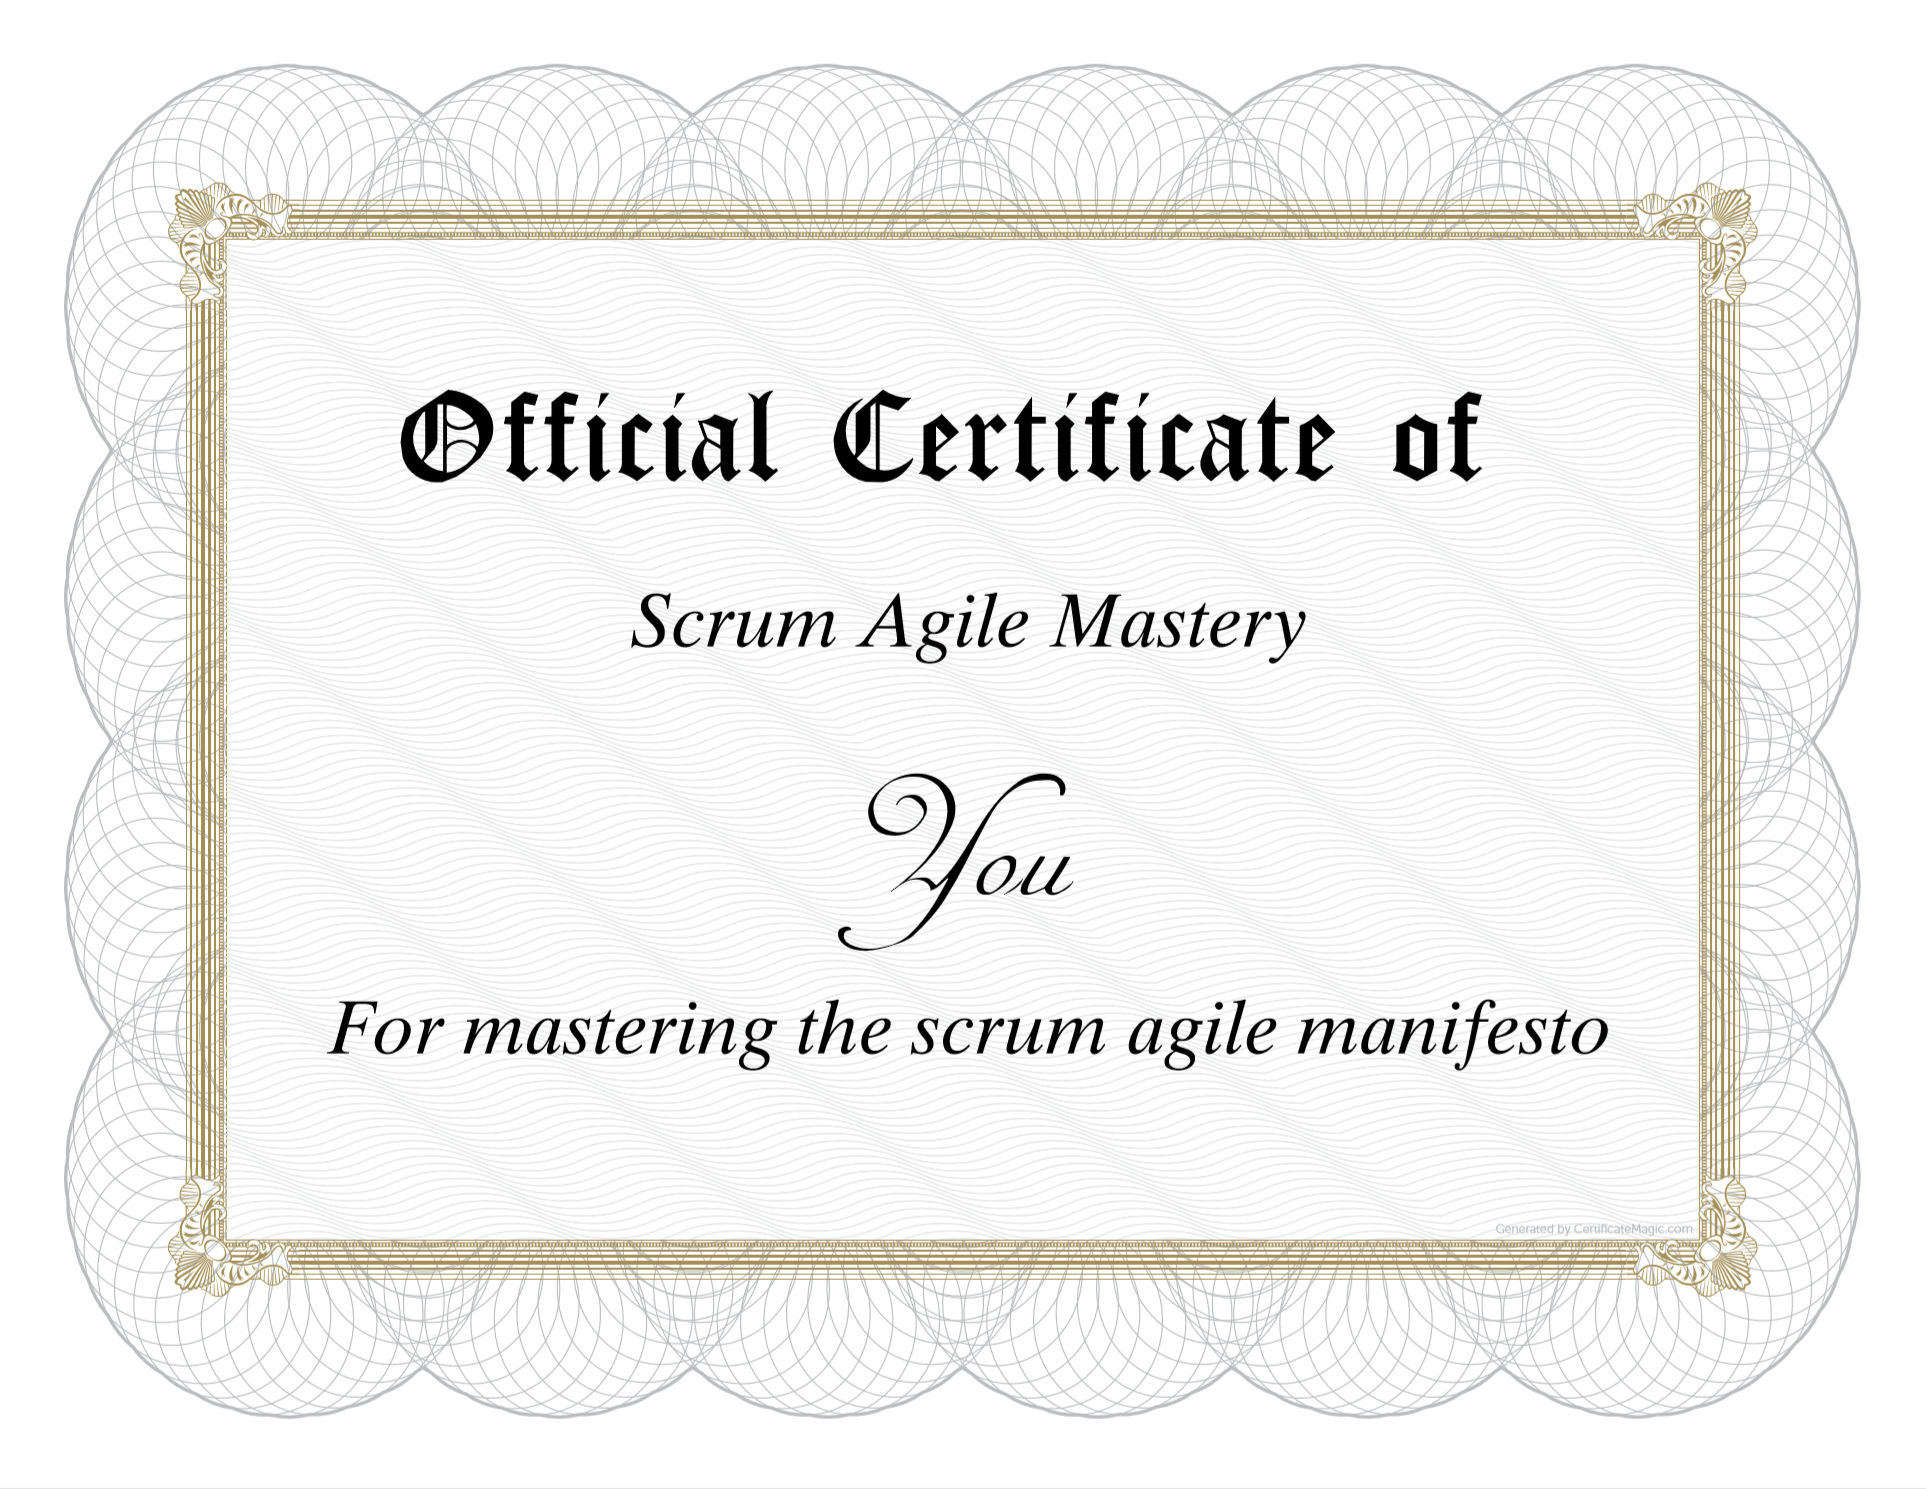 Official Certificate of
Scrum Agile Mastery
You
For mastering the scrum agile manifesto
Generated by CertificateMagic.com